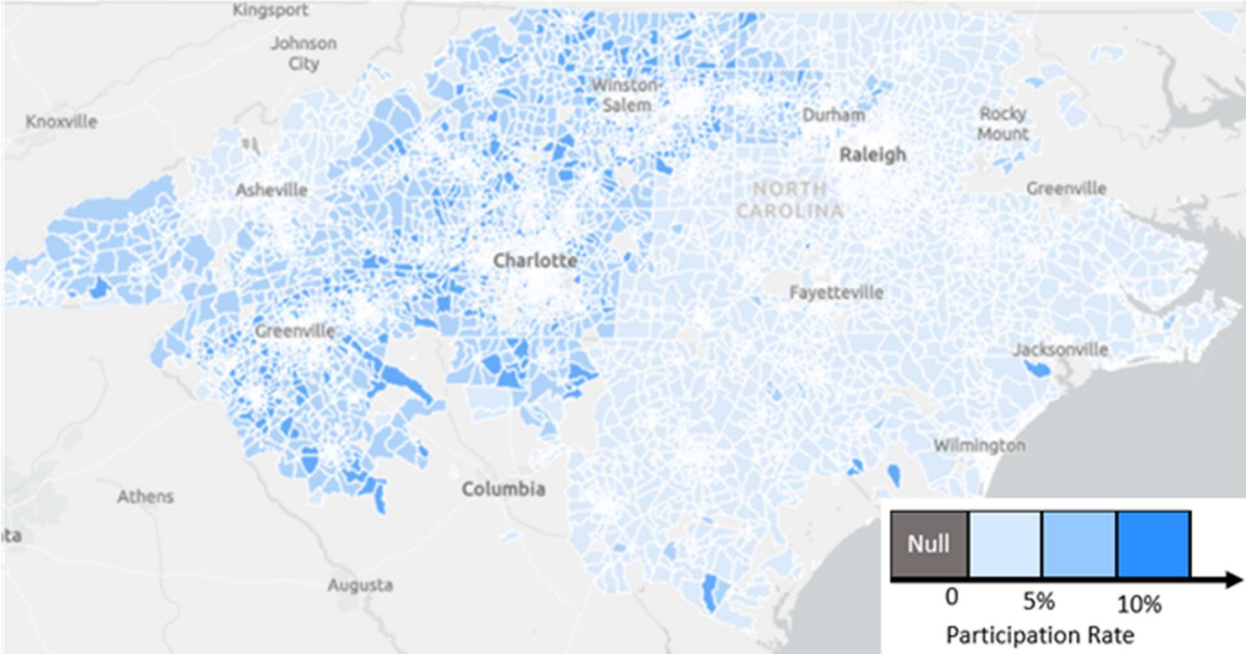 Kingsport
Johnson
City
Knoxville
Winston-
Salem
Durham
Rocky
Mount
Raleigh
Asheville
NORTH
CAROLINA
Greenville
Charlotte
Fayetteville
Greenville
Jacksonville
Wilmington
Athens
Columbia
ta
Augusta
Null
0
5%
10%
Participation Rate